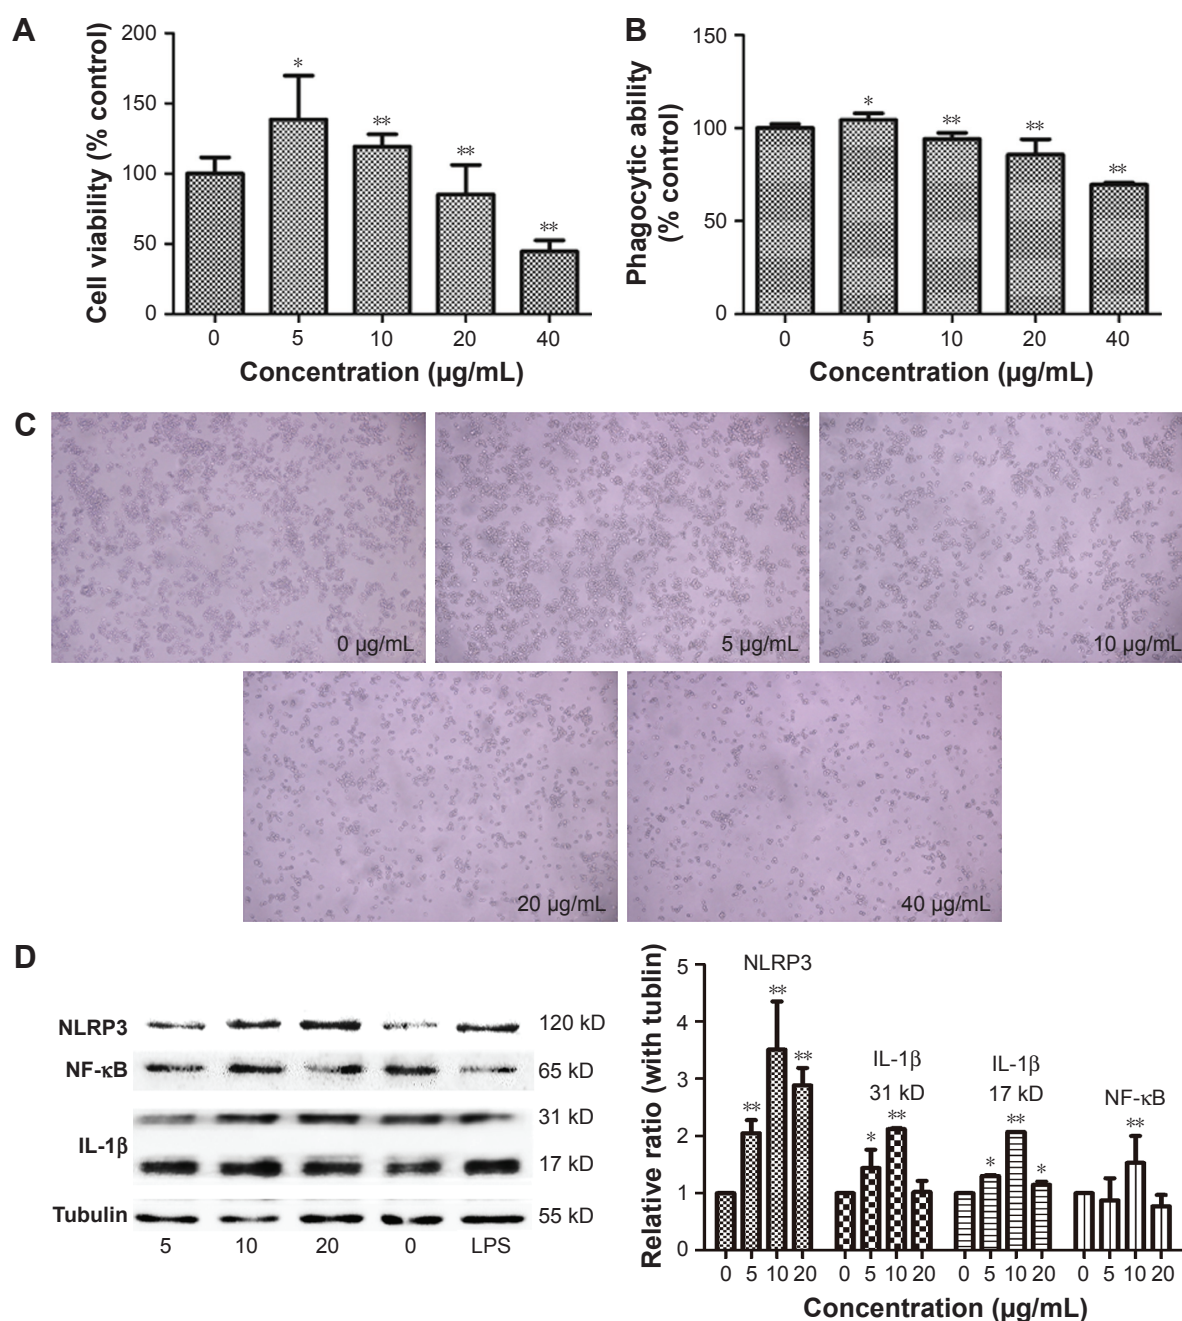 A
Cell viability (% control)
200
150
100
50
0
*
**
**
**
0 5 10 20 40
Concentration (µg/mL)
B
Phagocytic ability
(% control)
150
100
50
0
*
**
**
**
0 5 10 20 40
Concentration (µg/mL)
C
0 µg/mL
5 µg/mL
10 µg/mL
20 µg/mL
40 µg/mL
D
NLRP3
120 kD
NF-κB
65 kD
31 kD
IL-1β
17 kD
Tubulin
55 kD
5 10 20 0 LPS
Relative ratio (with tublin)
5
4
3
2
1
0
NLRP3
**
**
**
IL-1β
31 kD
*
**
IL-1β
17 kD
*
**
*
NF-κB
**
0 5 10 20 0 5 10 20 0 5 10 20 0 5 10 20
Concentration (µg/mL)